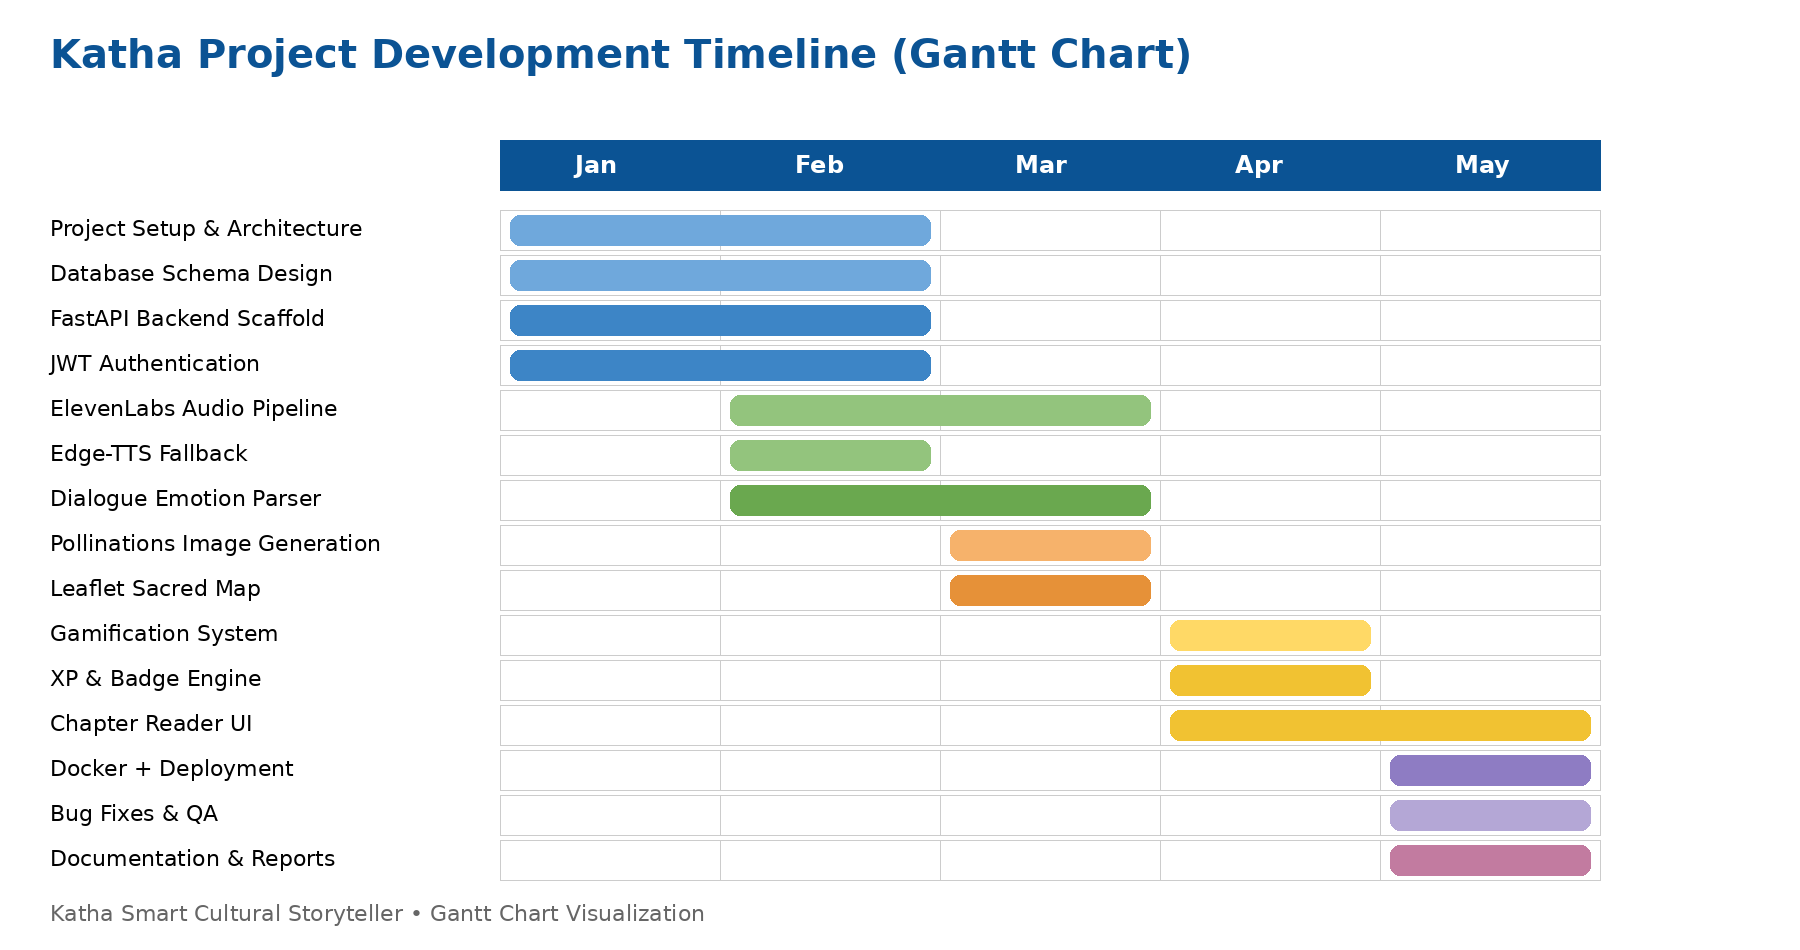 Katha Project Development Timeline (Gantt Chart)
Jan Feb Mar Apr May
Project Setup & Architecture
Database Schema Design
FastAPI Backend Scaffold
JWT Authentication
ElevenLabs Audio Pipeline
Edge-TTS Fallback
Dialogue Emotion Parser
Pollinations Image Generation
Leaflet Sacred Map
Gamification System
XP & Badge Engine
Chapter Reader UI
Docker + Deployment
Bug Fixes & QA
Documentation & Reports
Katha Smart Cultural Storyteller • Gantt Chart Visualization